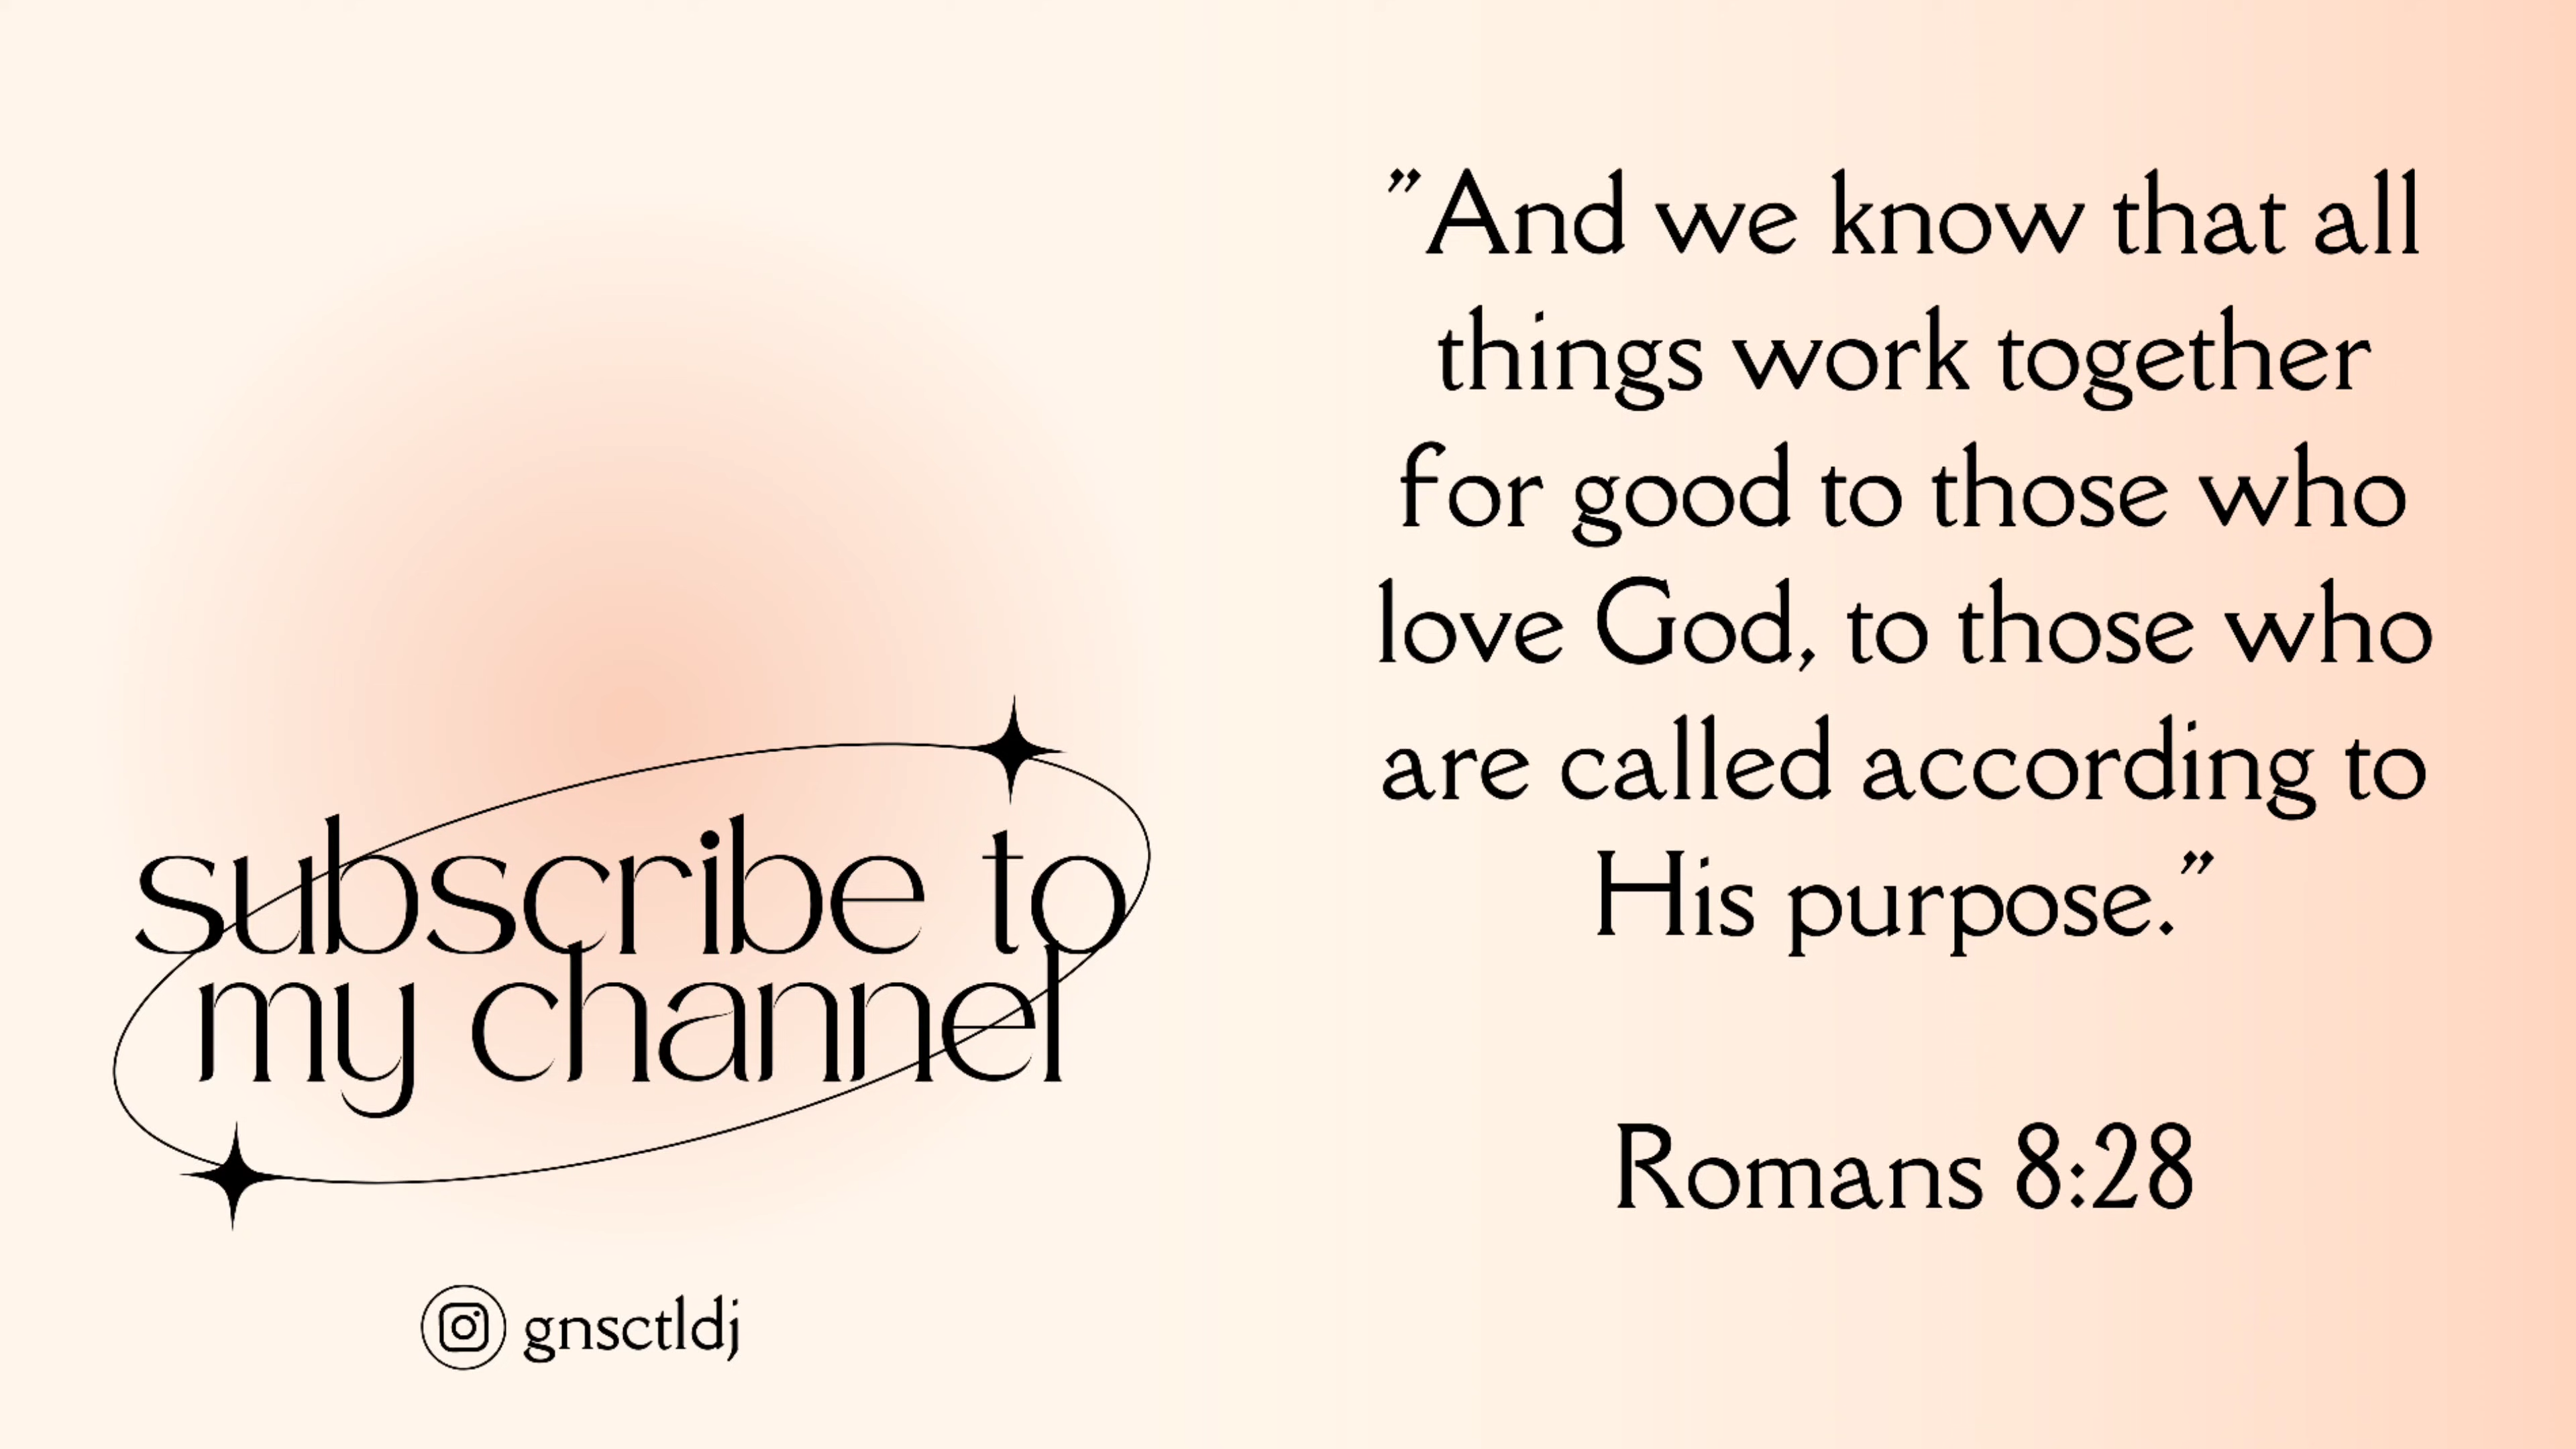 subscribe to
my channel
gnsctldj
"And we know that all
things work together
for good to those who
love God, to those who
are called according to
His purpose."
Romans 8:28